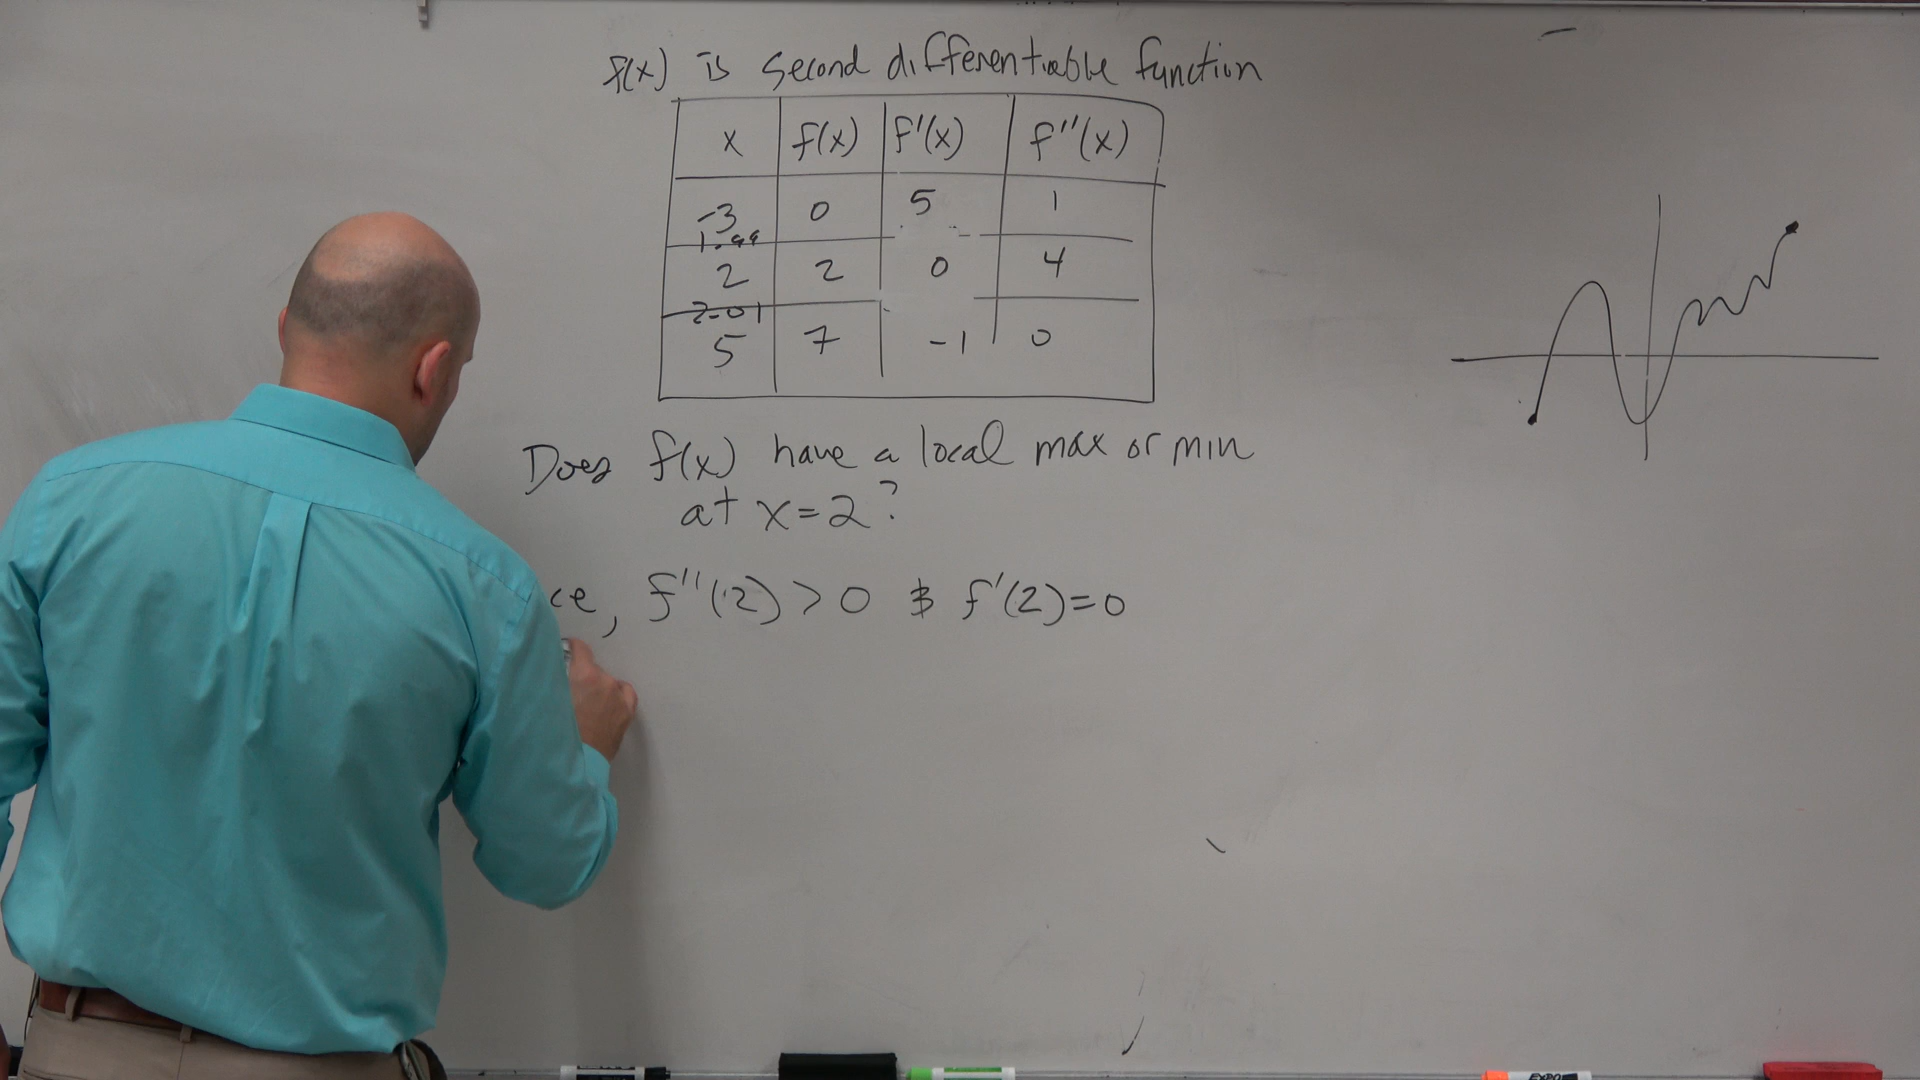 f(x) is second differentiable function
x f(x) f'(x) f''(x)
-3 0 5 1
1.99
2 2 0 4
2.01
5 7 -1 0
Does f(x) have a local max or min
at x=2?
ce, f''(2) > 0 & f'(2)=0
EXPO